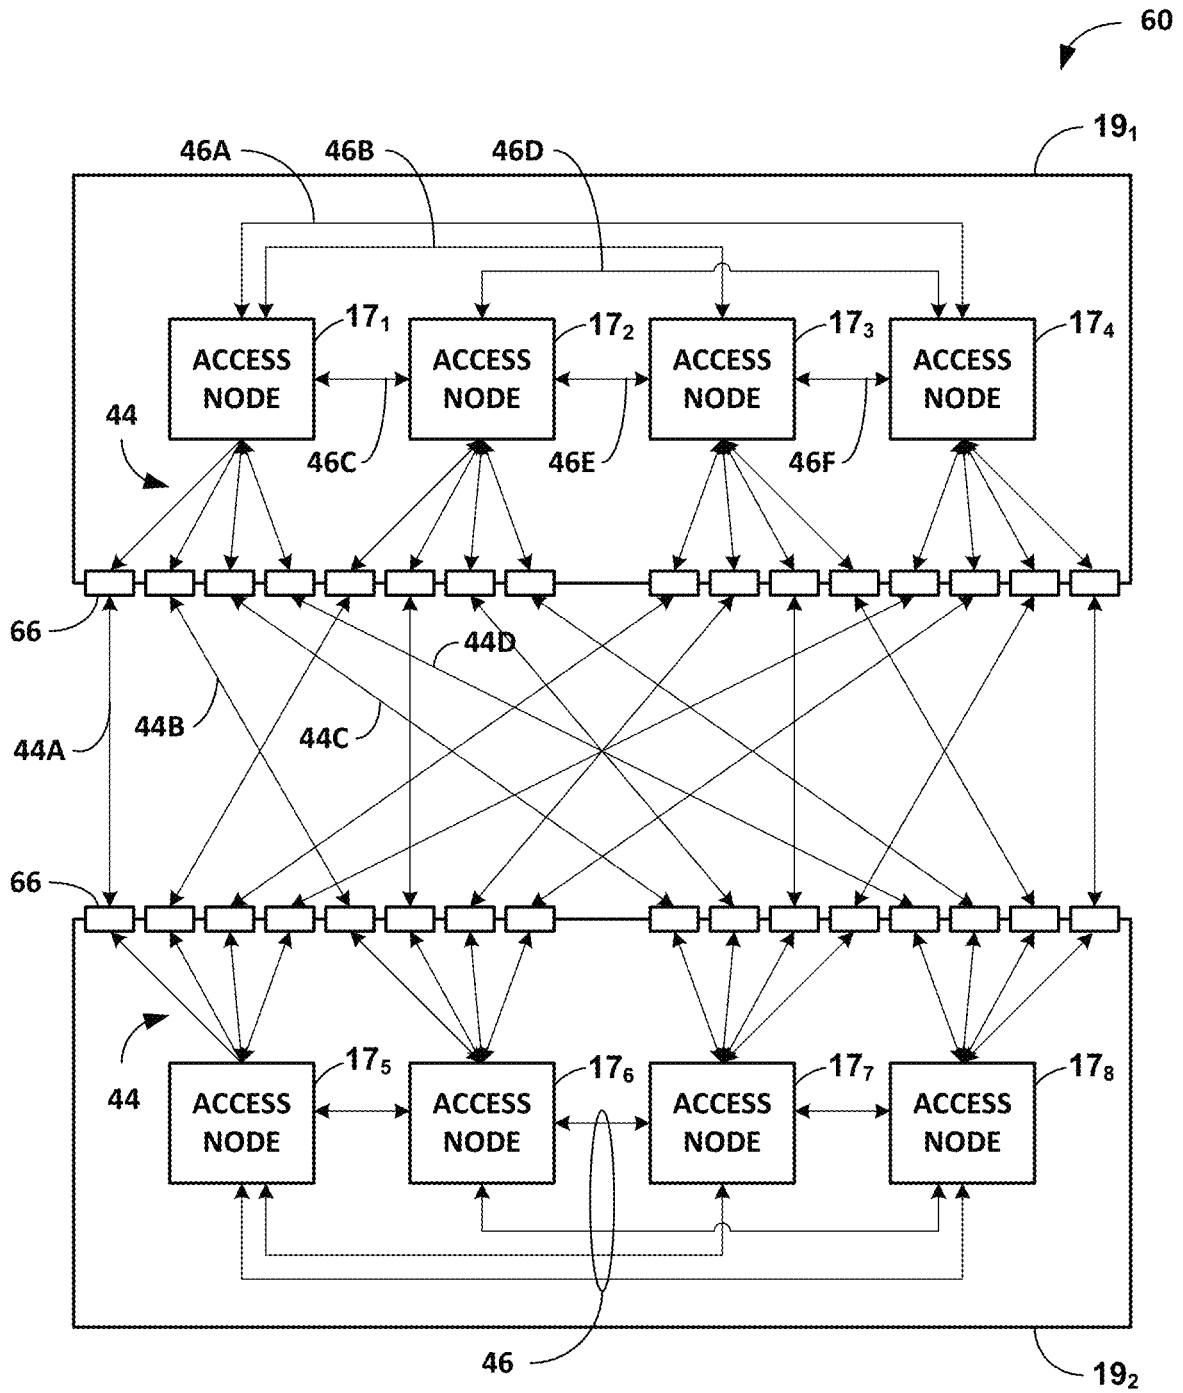 60
19₁
46A
46B
46D
17₁
17₂
17₃
17₄
ACCESS
NODE
ACCESS
NODE
ACCESS
NODE
ACCESS
NODE
44
46C
46E
46F
66
44D
44B
44C
44A
66
44
17₅
17₆
17₇
17₈
ACCESS
NODE
ACCESS
NODE
ACCESS
NODE
ACCESS
NODE
46
19₂